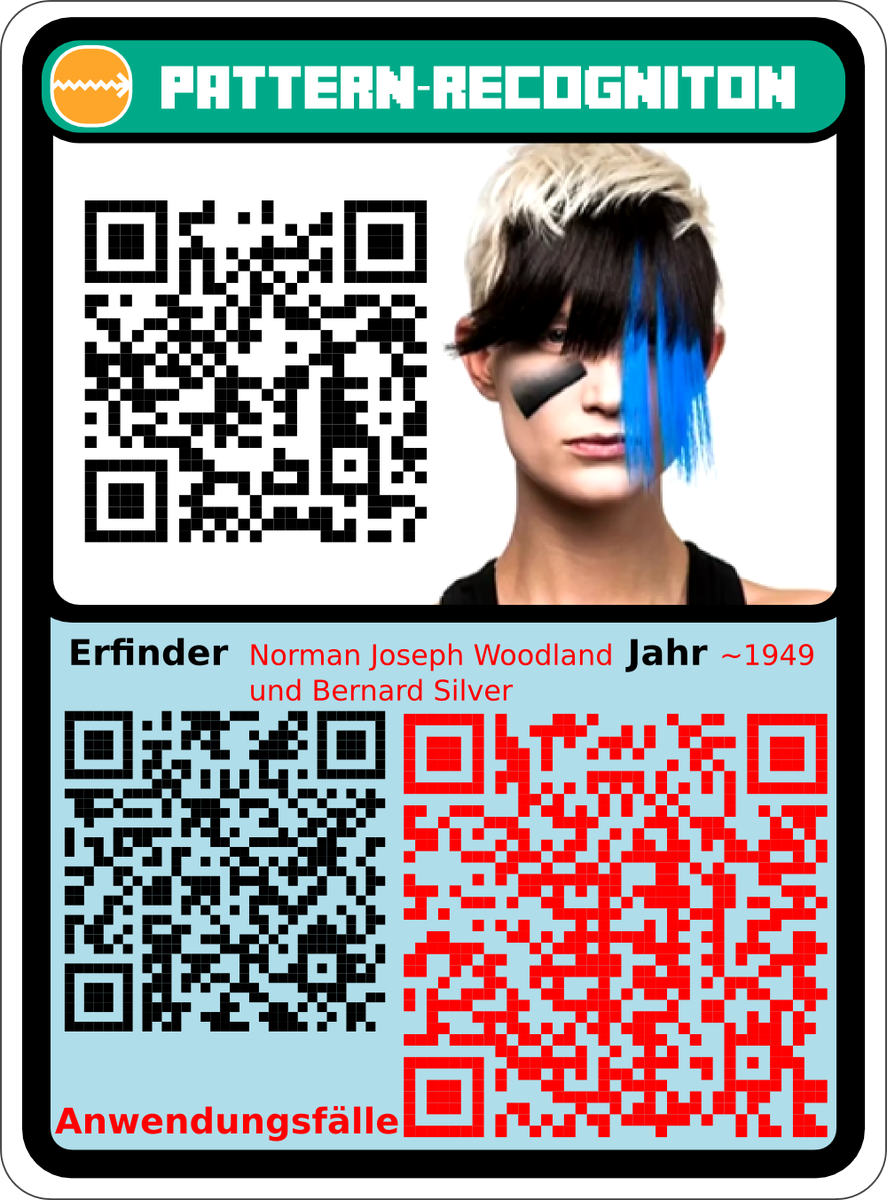 PATTERN-RECOGNITON
Erfinder Norman Joseph Woodland Jahr ~1949
und Bernard Silver
Anwendungsfälle